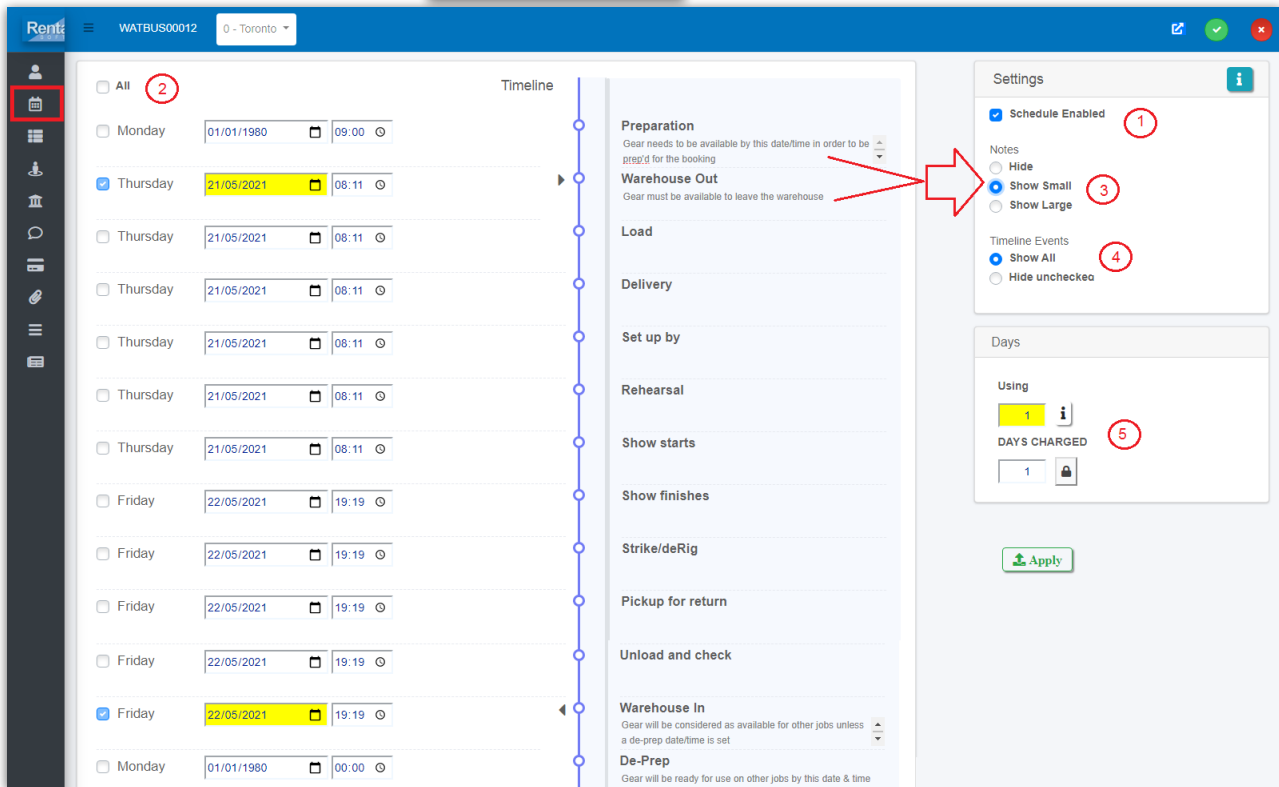 Renta
WATBUS00012
0 - Toronto
All
2
Timeline
Monday
01/01/1980
09:00
Preparation
Gear needs to be available by this date/time in order to be
prep'd for the booking
Thursday
21/05/2021
08:11
Warehouse Out
Gear must be available to leave the warehouse
Thursday
21/05/2021
08:11
Load
Thursday
21/05/2021
08:11
Delivery
Thursday
21/05/2021
08:11
Set up by
Thursday
21/05/2021
08:11
Rehearsal
Thursday
21/05/2021
08:11
Show starts
Friday
22/05/2021
19:19
Show finishes
Friday
22/05/2021
19:19
Strike/deRig
Friday
22/05/2021
19:19
Pickup for return
Friday
22/05/2021
19:19
Unload and check
Friday
22/05/2021
19:19
Warehouse In
Gear will be considered as available for other jobs unless
a de-prep date/time is set
Monday
01/01/1980
00:00
De-Prep
Gear will be ready for use on other jobs by this date & time
Settings
i
Schedule Enabled
1
Notes
Hide
Show Small
3
Show Large
Timeline Events
Show All
4
Hide unchecked
Days
Using
1
i
DAYS CHARGED
5
1
Apply